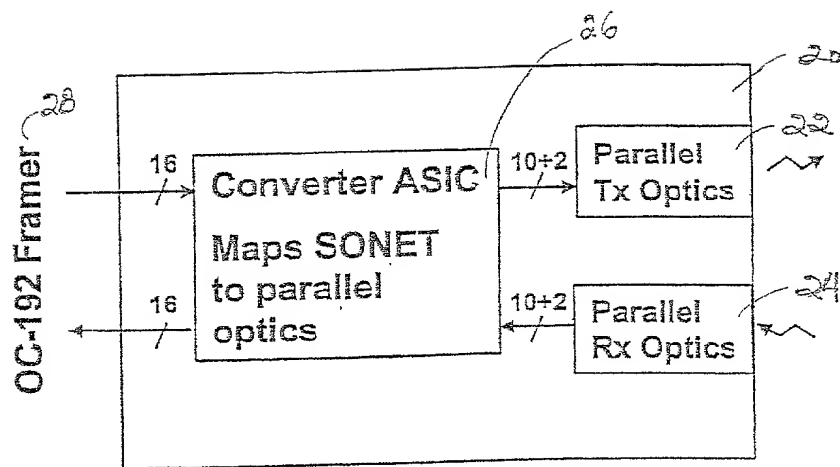 26
20
28
OC-192 Framer
16
Converter ASIC
Maps SONET
to parallel
optics
16
10+2
Parallel
Tx Optics
22
10+2
Parallel
Rx Optics
24